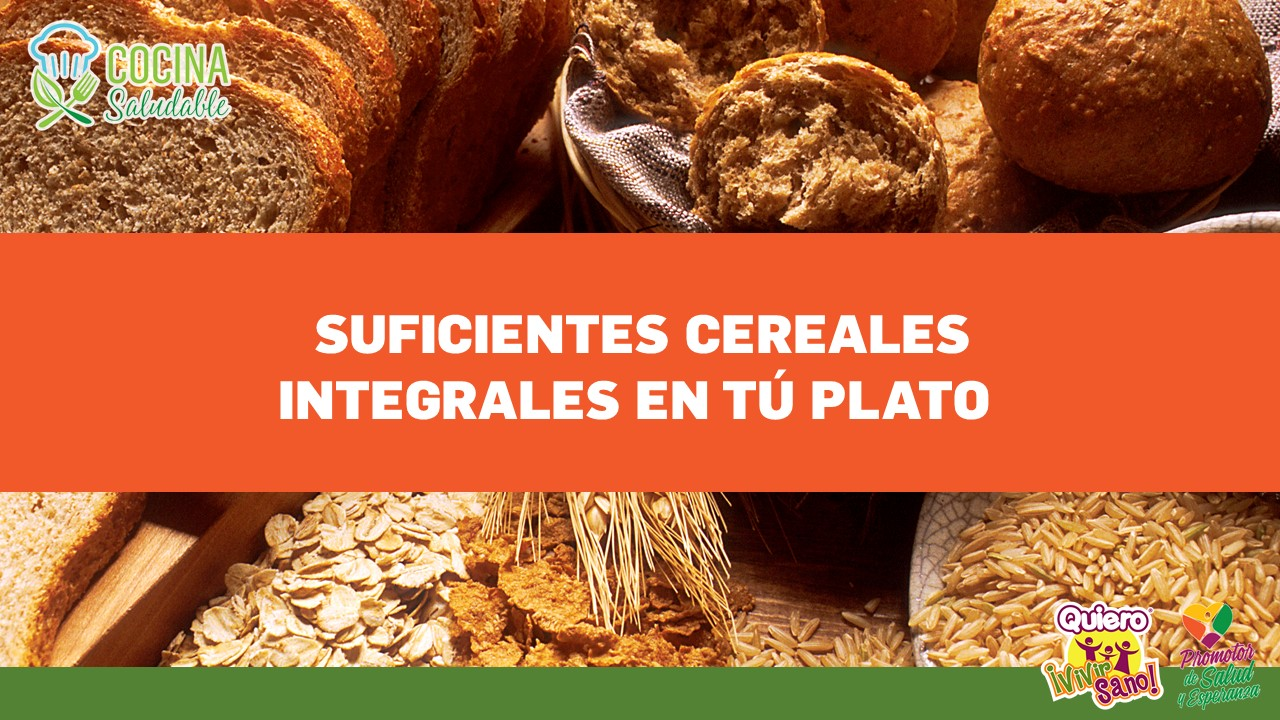 COCINA
Saludable
SUFICIENTES CEREALES
INTEGRALES EN TÚ PLATO
Quiero
¡Vivir
Sano!
Promotor
de Salud
y Esperanza